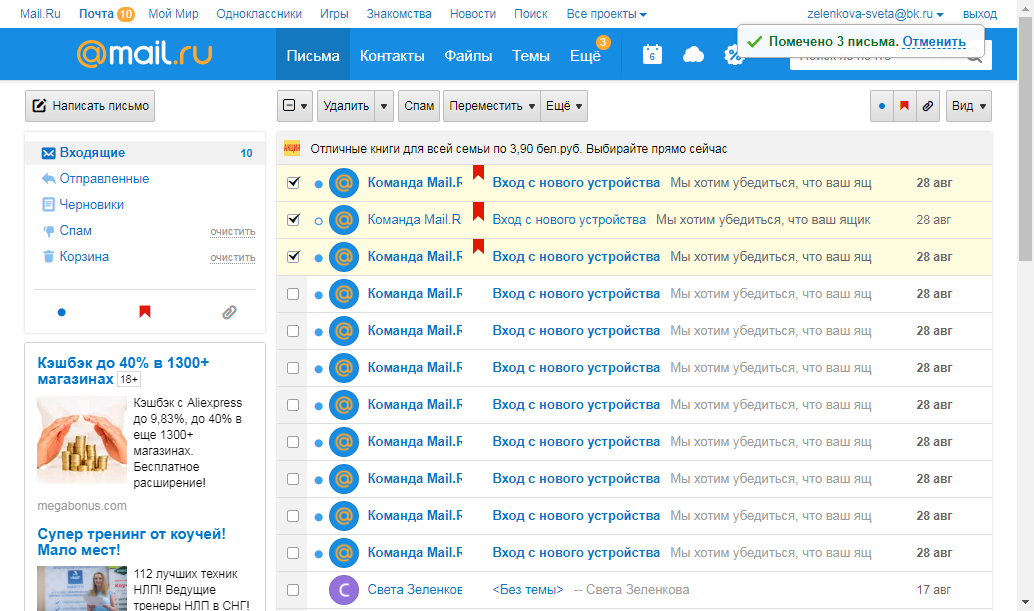 Mail.Ru Почта 10 Мой Мир Одноклассники Игры Знакомства Новости Поиск Все проекты zelenkova-sveta@bk.ru выход
@mail.ru Письма Контакты Файлы Темы Ещё 3 6 %
Помечено 3 письма. Отменить
Написать письмо Удалить Спам Переместить Ещё Вид
Входящие 10
Отправленные
Черновики
Спам очистить
Корзина очистить
АКЦИЯ Отличные книги для всей семьи по 3,90 бел.руб. Выбирайте прямо сейчас
Команда Mail.R Вход с нового устройства Мы хотим убедиться, что ваш ящ 28 авг
Команда Mail.R Вход с нового устройства Мы хотим убедиться, что ваш ящик 28 авг
Команда Mail.R Вход с нового устройства Мы хотим убедиться, что ваш ящ 28 авг
Команда Mail.R Вход с нового устройства Мы хотим убедиться, что ваш ящ 28 авг
Команда Mail.R Вход с нового устройства Мы хотим убедиться, что ваш ящ 28 авг
Команда Mail.R Вход с нового устройства Мы хотим убедиться, что ваш ящ 28 авг
Команда Mail.R Вход с нового устройства Мы хотим убедиться, что ваш ящ 28 авг
Команда Mail.R Вход с нового устройства Мы хотим убедиться, что ваш ящ 28 авг
Команда Mail.R Вход с нового устройства Мы хотим убедиться, что ваш ящ 28 авг
Команда Mail.R Вход с нового устройства Мы хотим убедиться, что ваш ящ 28 авг
Команда Mail.R Вход с нового устройства Мы хотим убедиться, что ваш ящ 28 авг
С Света Зеленков <Без темы> -- Света Зеленкова 17 авг
Кэшбэк до 40% в 1300+
магазинах 18+
Кэшбэк с Aliexpress
до 9,83%, до 40% в
еще 1300+
магазинах.
Бесплатное
расширение!
megabonus.com
Супер тренинг от коучей!
Мало мест!
112 лучших техник
НЛП! Ведущие
тренеры НЛП в СНГ!